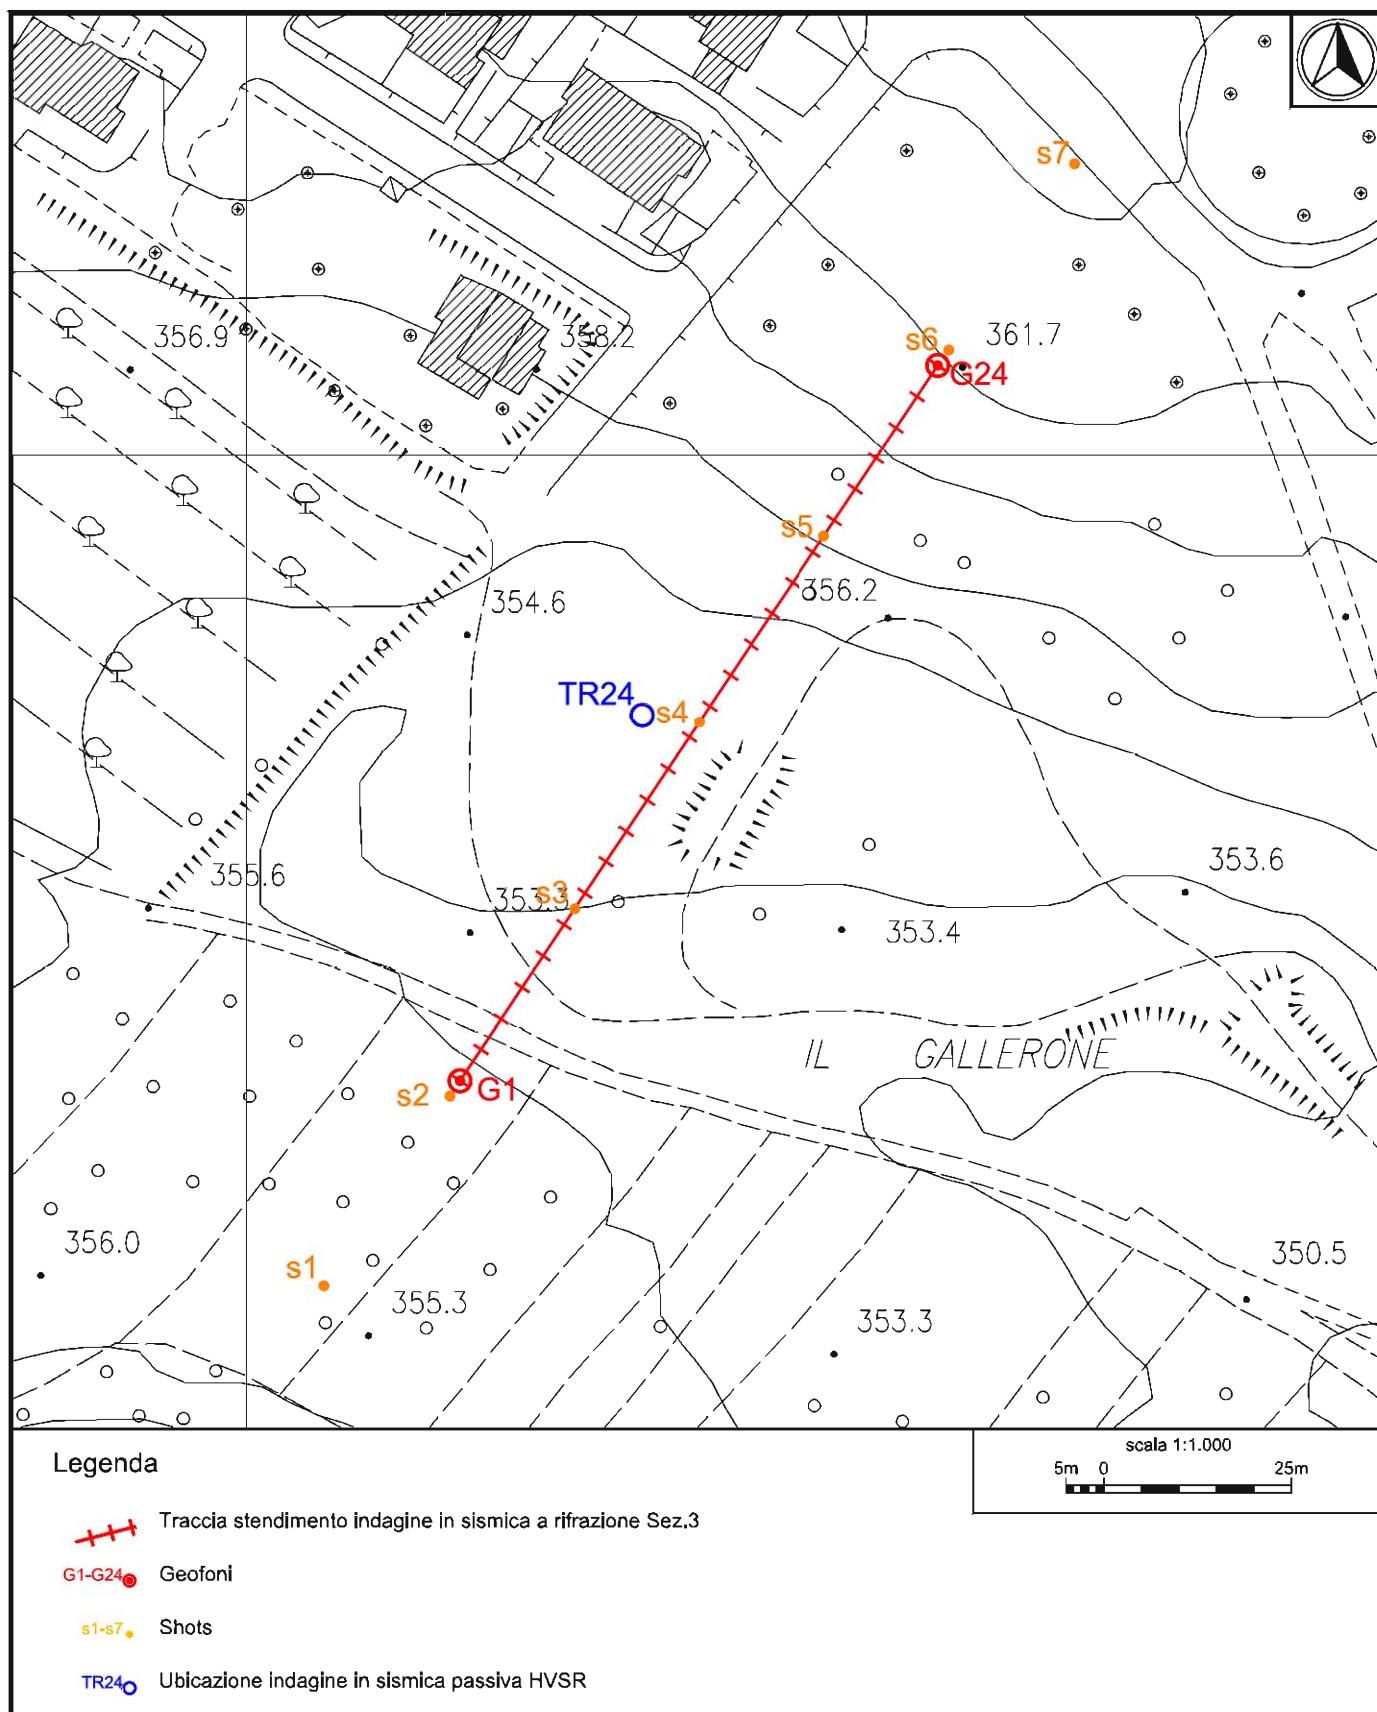 s7
356.9
358.2
s6
361.7
G24
s5
356.2
354.6
TR24
s4
355.6
s3
353.3
353.6
353.4
IL GALLERONE
s2
G1
356.0
s1
355.3
350.5
353.3
Legenda
scala 1:1.000
5m 0 25m
Traccia stendimento indagine in sismica a rifrazione Sez.3
G1-G24 Geofoni
s1-s7 Shots
TR24 Ubicazione indagine in sismica passiva HVSR